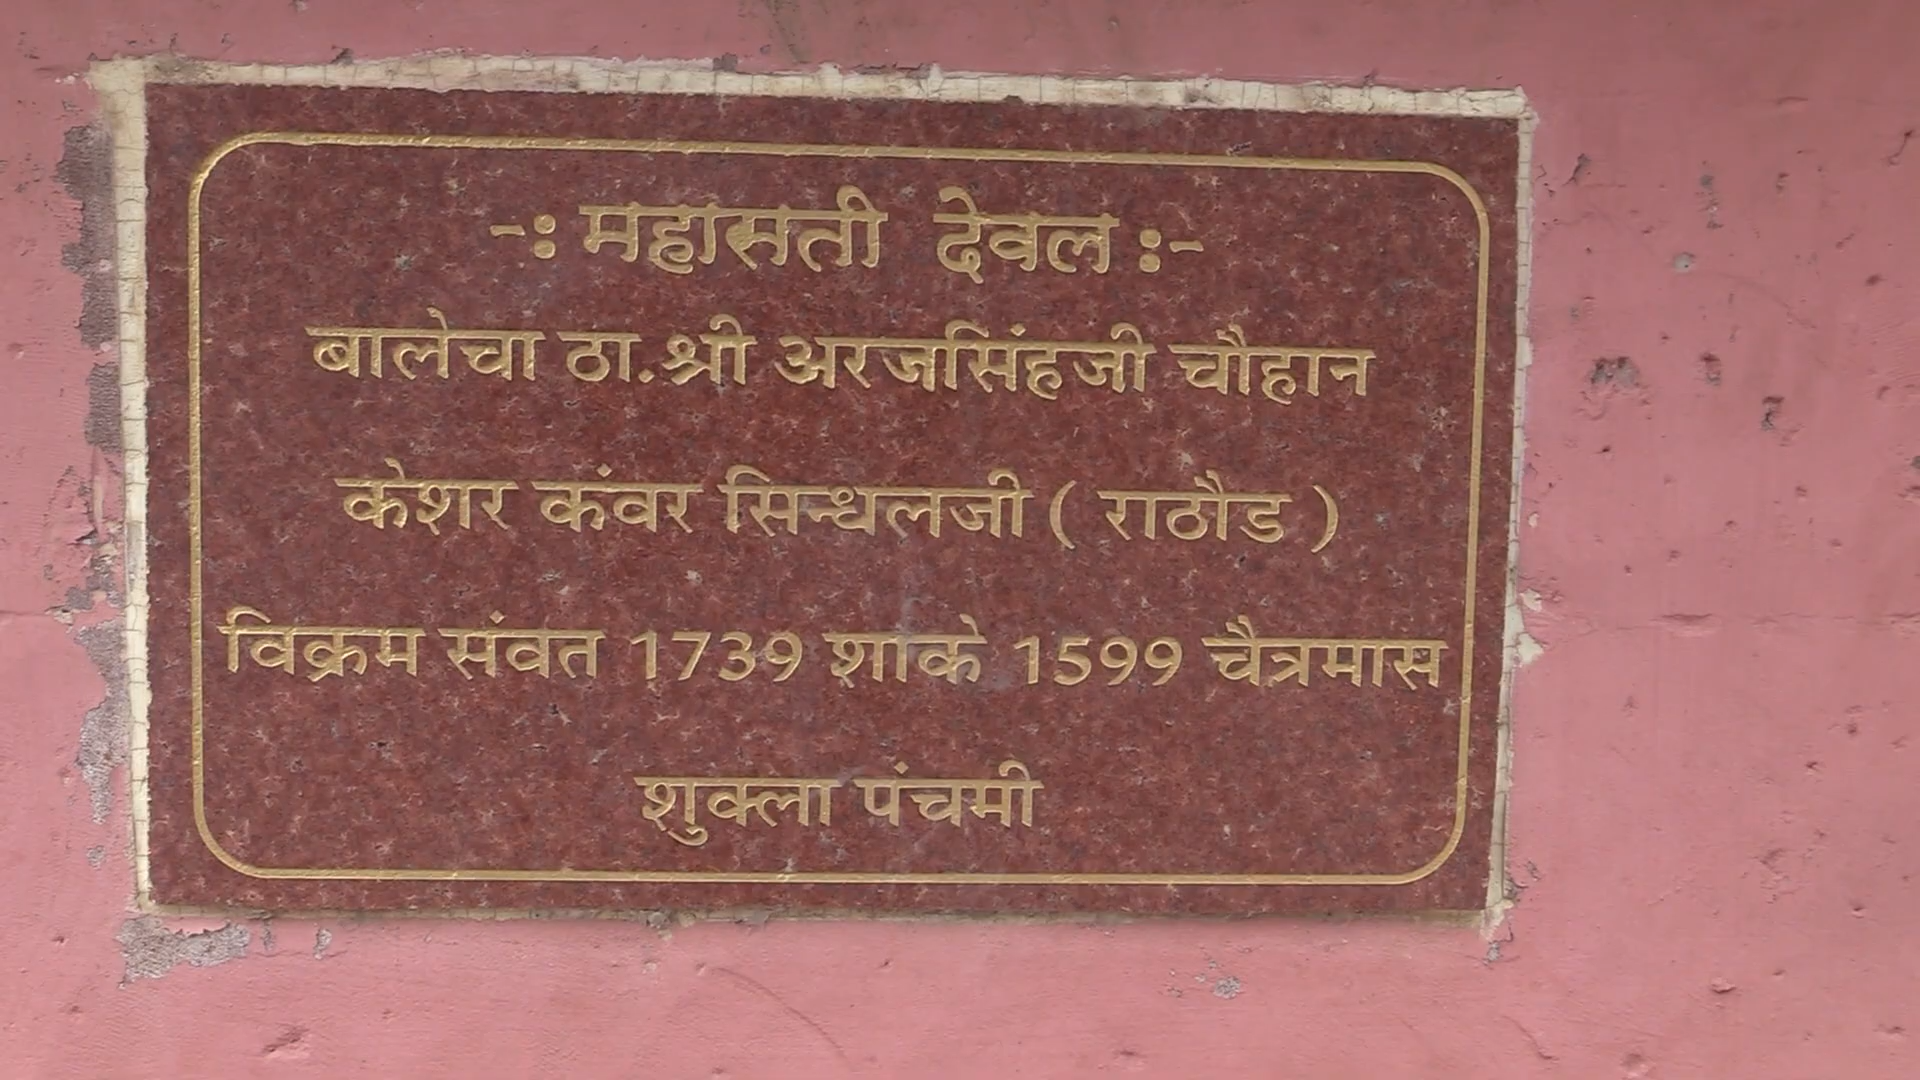 -: महासती देवल :-
बालेचा ठा.श्री अरजसिंहजी चौहान
केशर कंवर सिन्धलजी ( राठौड )
विक्रम संवत 1739 शाके 1599 चैत्रमास
शुक्ला पंचमी